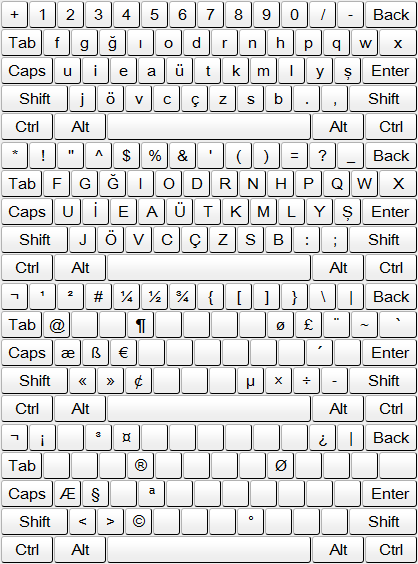 + 1 2 3 4 5 6 7 8 9 0 / - Back
Tab f g ğ ı o d r n h p q w x
Caps u i e a ü t k m l y ş Enter
Shift j ö v c ç z s b . , Shift
Ctrl Alt Alt Ctrl
* ! " ^ $ % & ' ( ) = ? _ Back
Tab F G Ğ I O D R N H P Q W X
Caps U İ E A Ü T K M L Y Ş Enter
Shift J Ö V C Ç Z S B : ; Shift
Ctrl Alt Alt Ctrl
¬ ¹ ² # ¼ ½ ¾ { [ ] } \ | Back
Tab @ ¶ ø £ ¨ ~ `
Caps æ ß € ´ Enter
Shift « » ¢ µ × ÷ - Shift
Ctrl Alt Alt Ctrl
¬ ¡ ³ ¤ ¿ | Back
Tab ® Ø
Caps Æ § ª Enter
Shift < > © ° Shift
Ctrl Alt Alt Ctrl